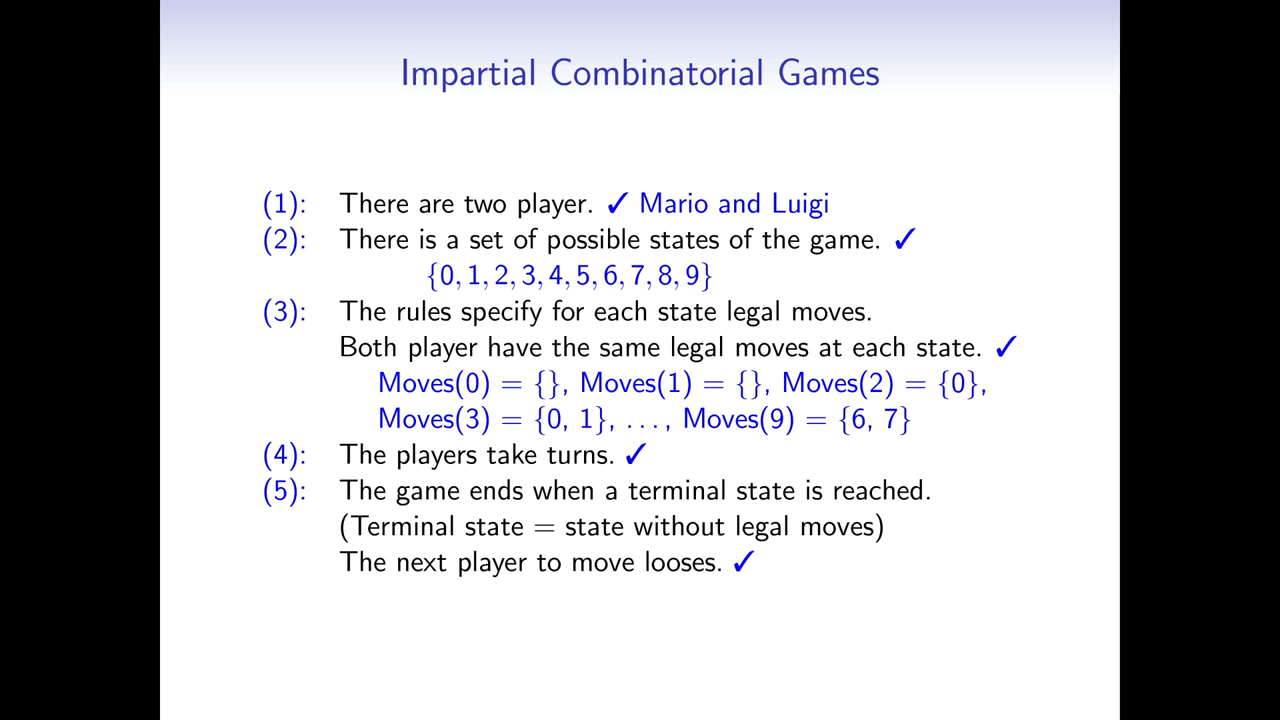 Impartial Combinatorial Games
(1): There are two player. ✓ Mario and Luigi
(2): There is a set of possible states of the game. ✓
{0, 1, 2, 3, 4, 5, 6, 7, 8, 9}
(3): The rules specify for each state legal moves.
Both player have the same legal moves at each state. ✓
Moves(0) = {}, Moves(1) = {}, Moves(2) = {0},
Moves(3) = {0, 1}, ..., Moves(9) = {6, 7}
(4): The players take turns. ✓
(5): The game ends when a terminal state is reached.
(Terminal state = state without legal moves)
The next player to move looses. ✓